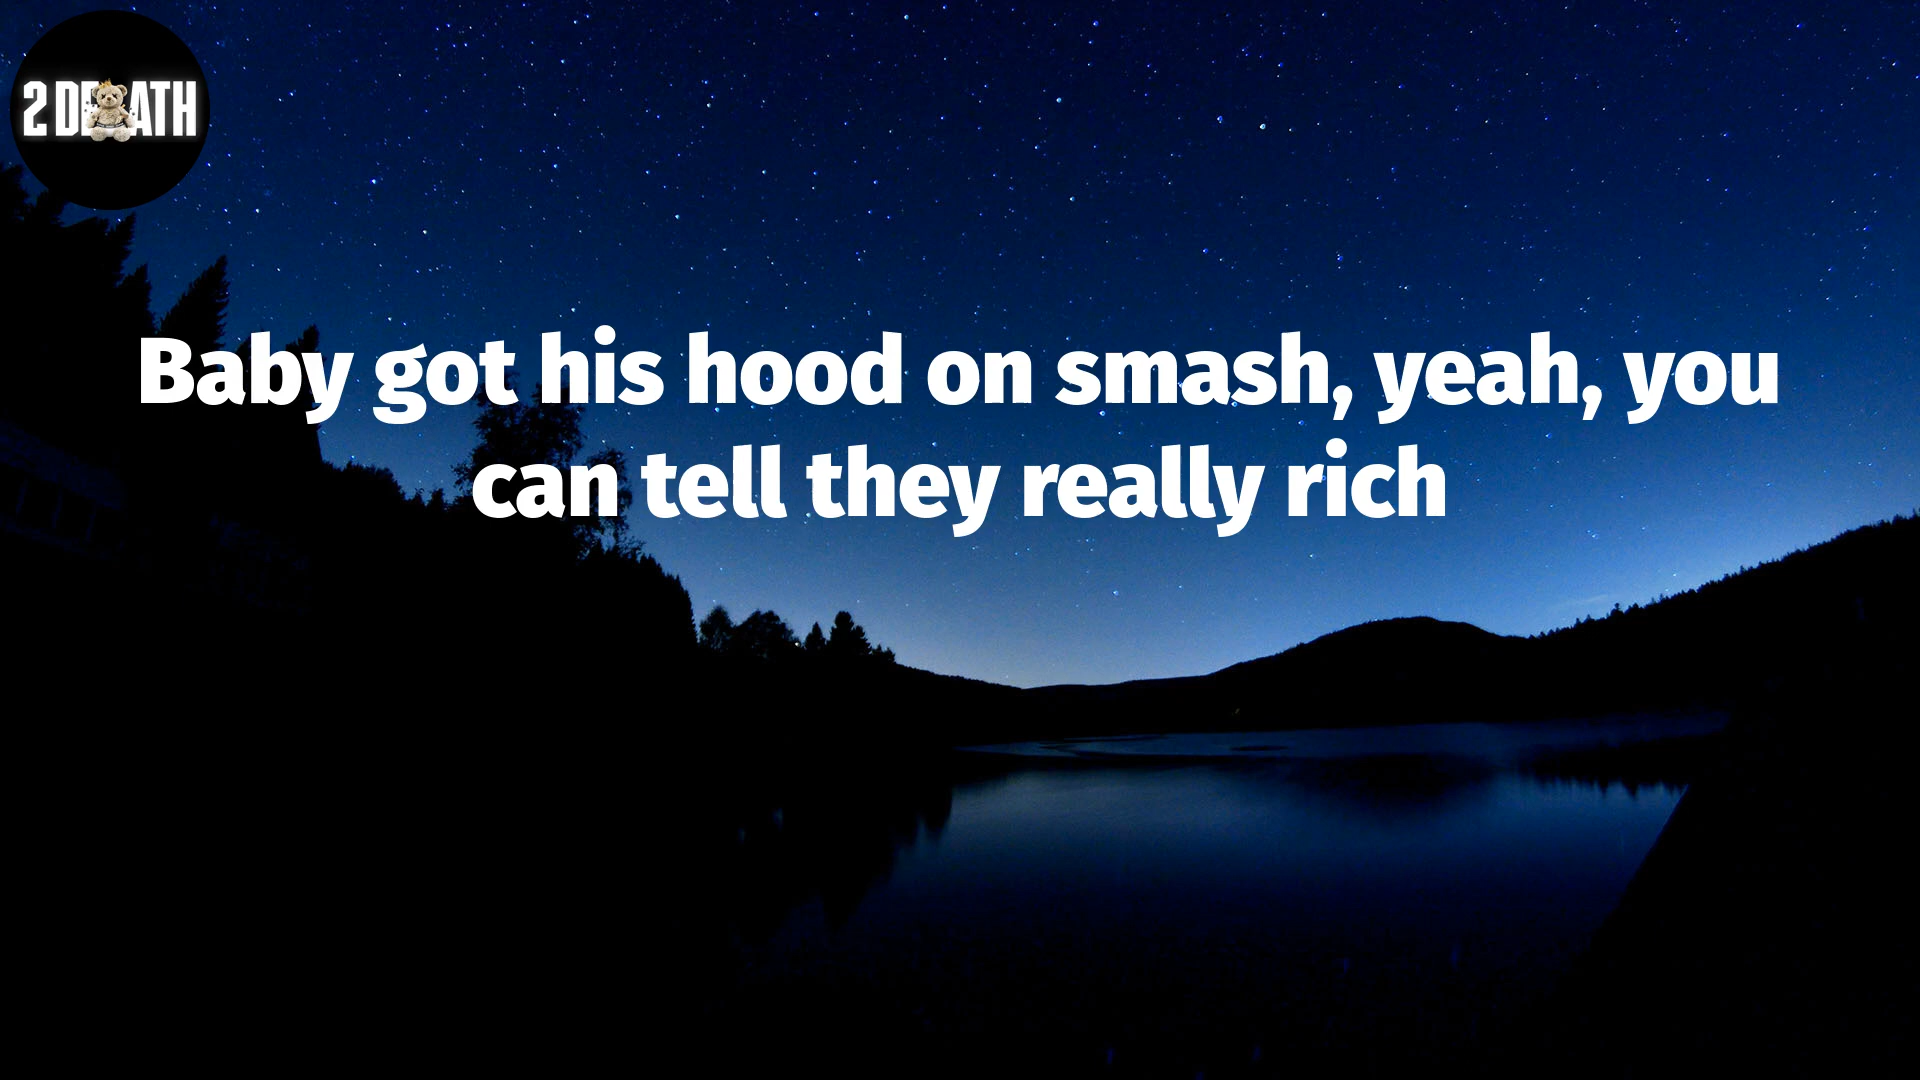 2 DEATH
Baby got his hood on smash, yeah, you
can tell they really rich